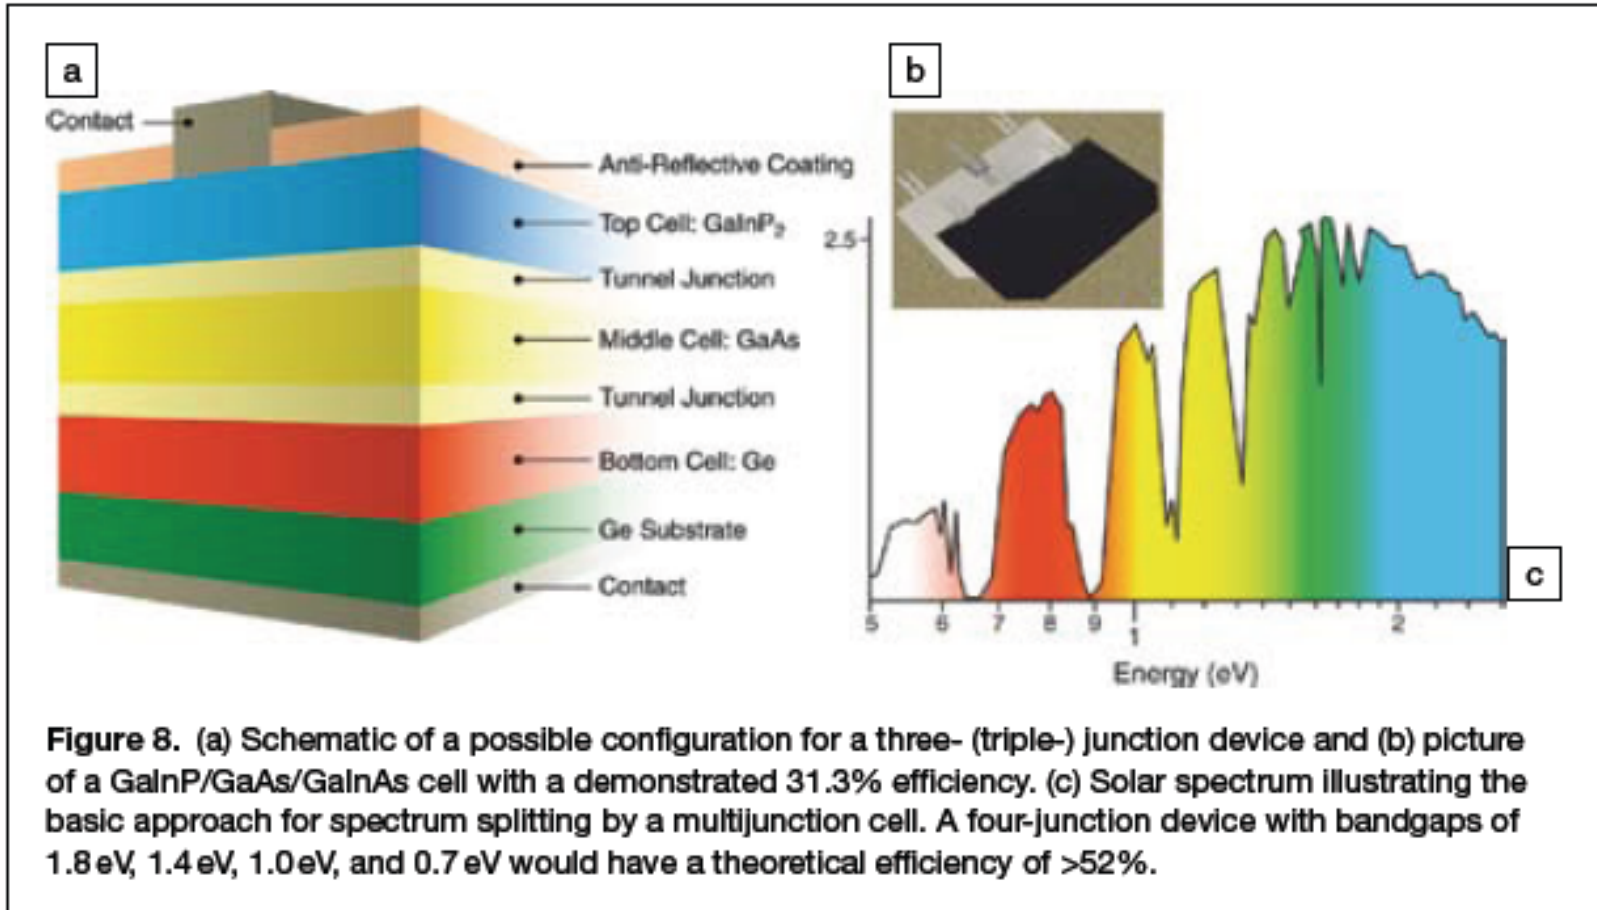 a
Contact
Anti-Reflective Coating
Top Cell: GaInP₂
Tunnel Junction
Middle Cell: GaAs
Tunnel Junction
Bottom Cell: Ge
Ge Substrate
Contact
b
2.5
c
5 6 7 8 9 1 2
Energy (eV)
Figure 8. (a) Schematic of a possible configuration for a three- (triple-) junction device and (b) picture
of a GaInP/GaAs/GaInAs cell with a demonstrated 31.3% efficiency. (c) Solar spectrum illustrating the
basic approach for spectrum splitting by a multijunction cell. A four-junction device with bandgaps of
1.8 eV, 1.4 eV, 1.0 eV, and 0.7 eV would have a theoretical efficiency of >52%.